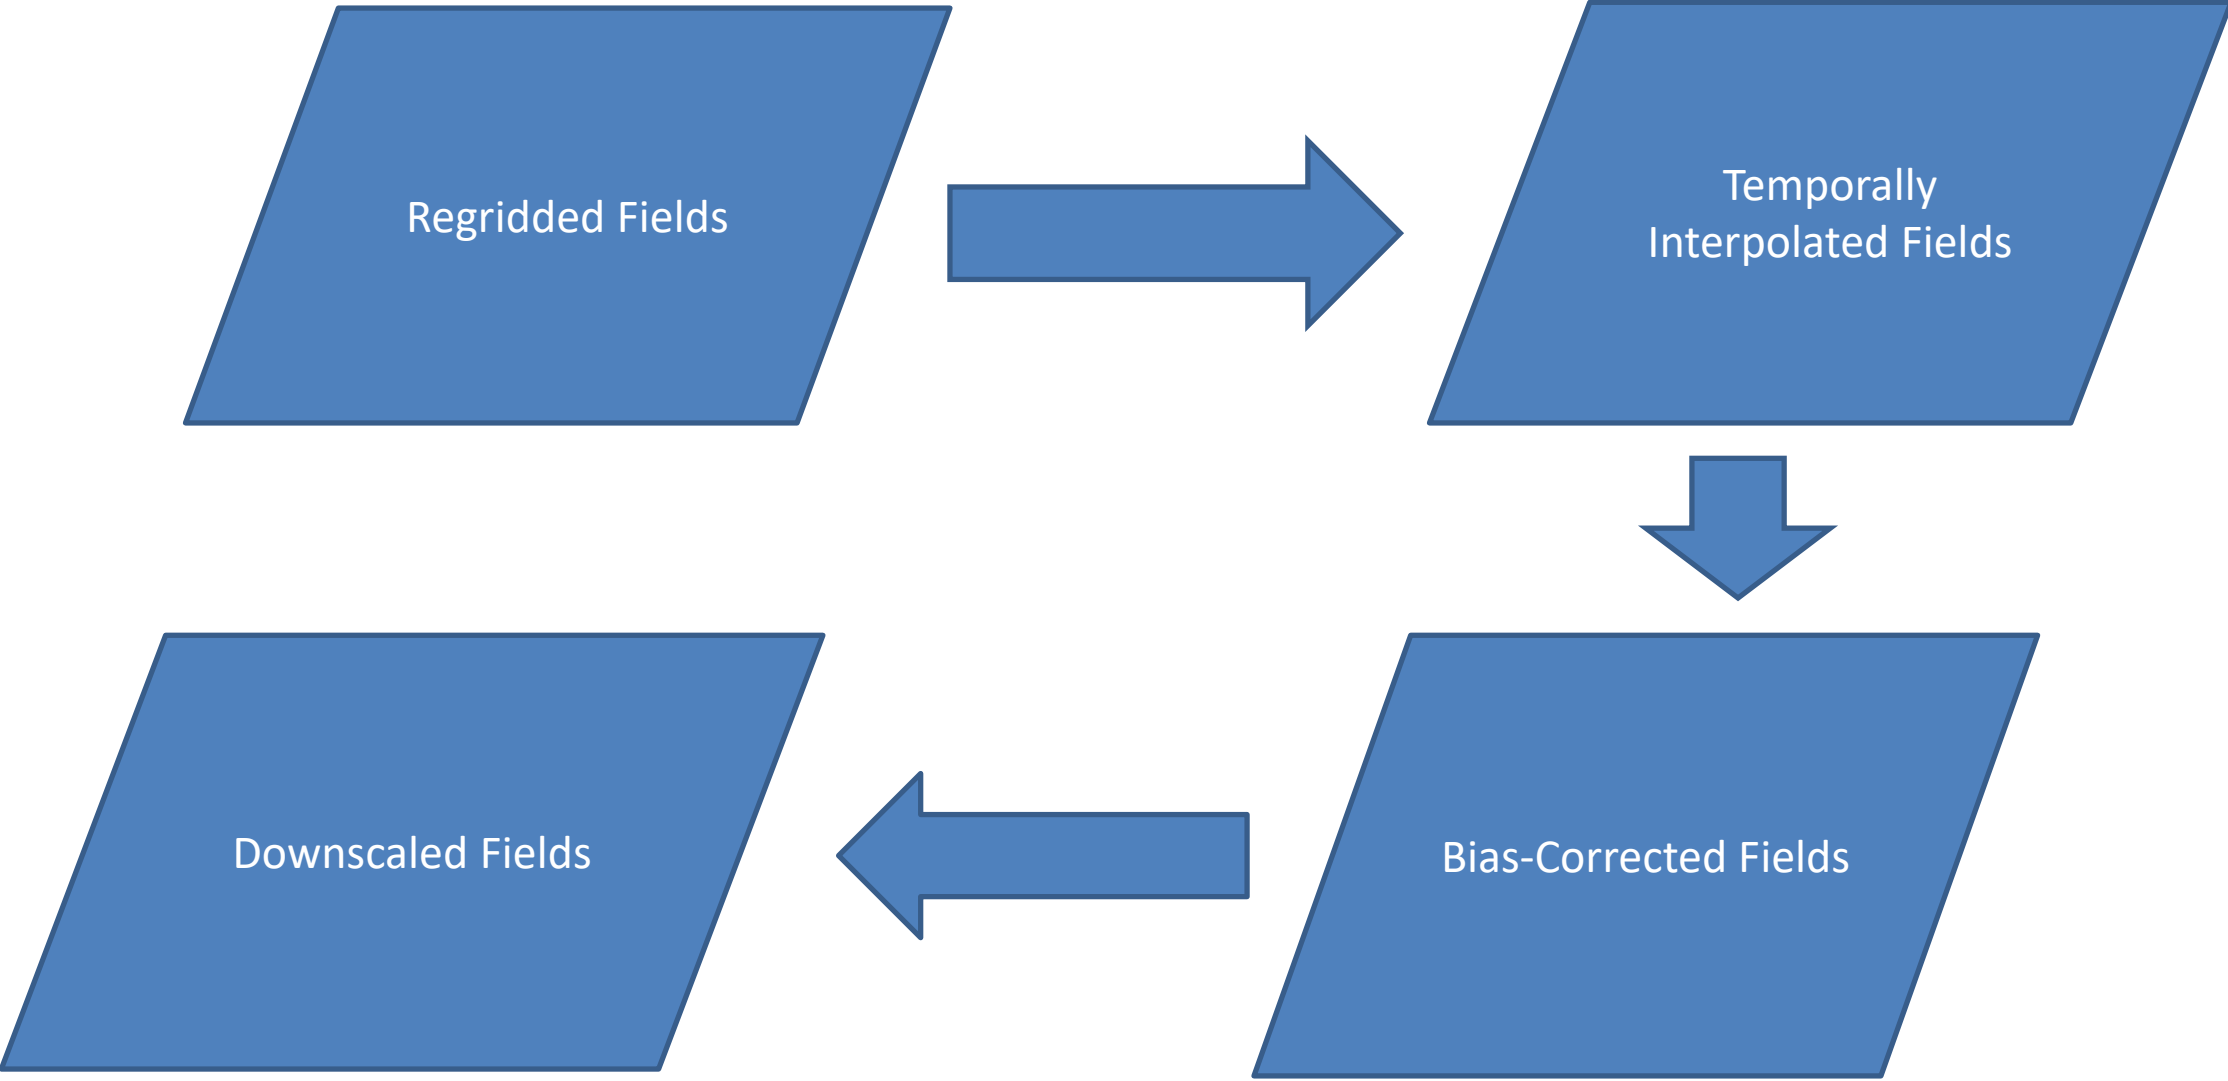 Regridded Fields
Temporally
Interpolated Fields
Bias-Corrected Fields
Downscaled Fields